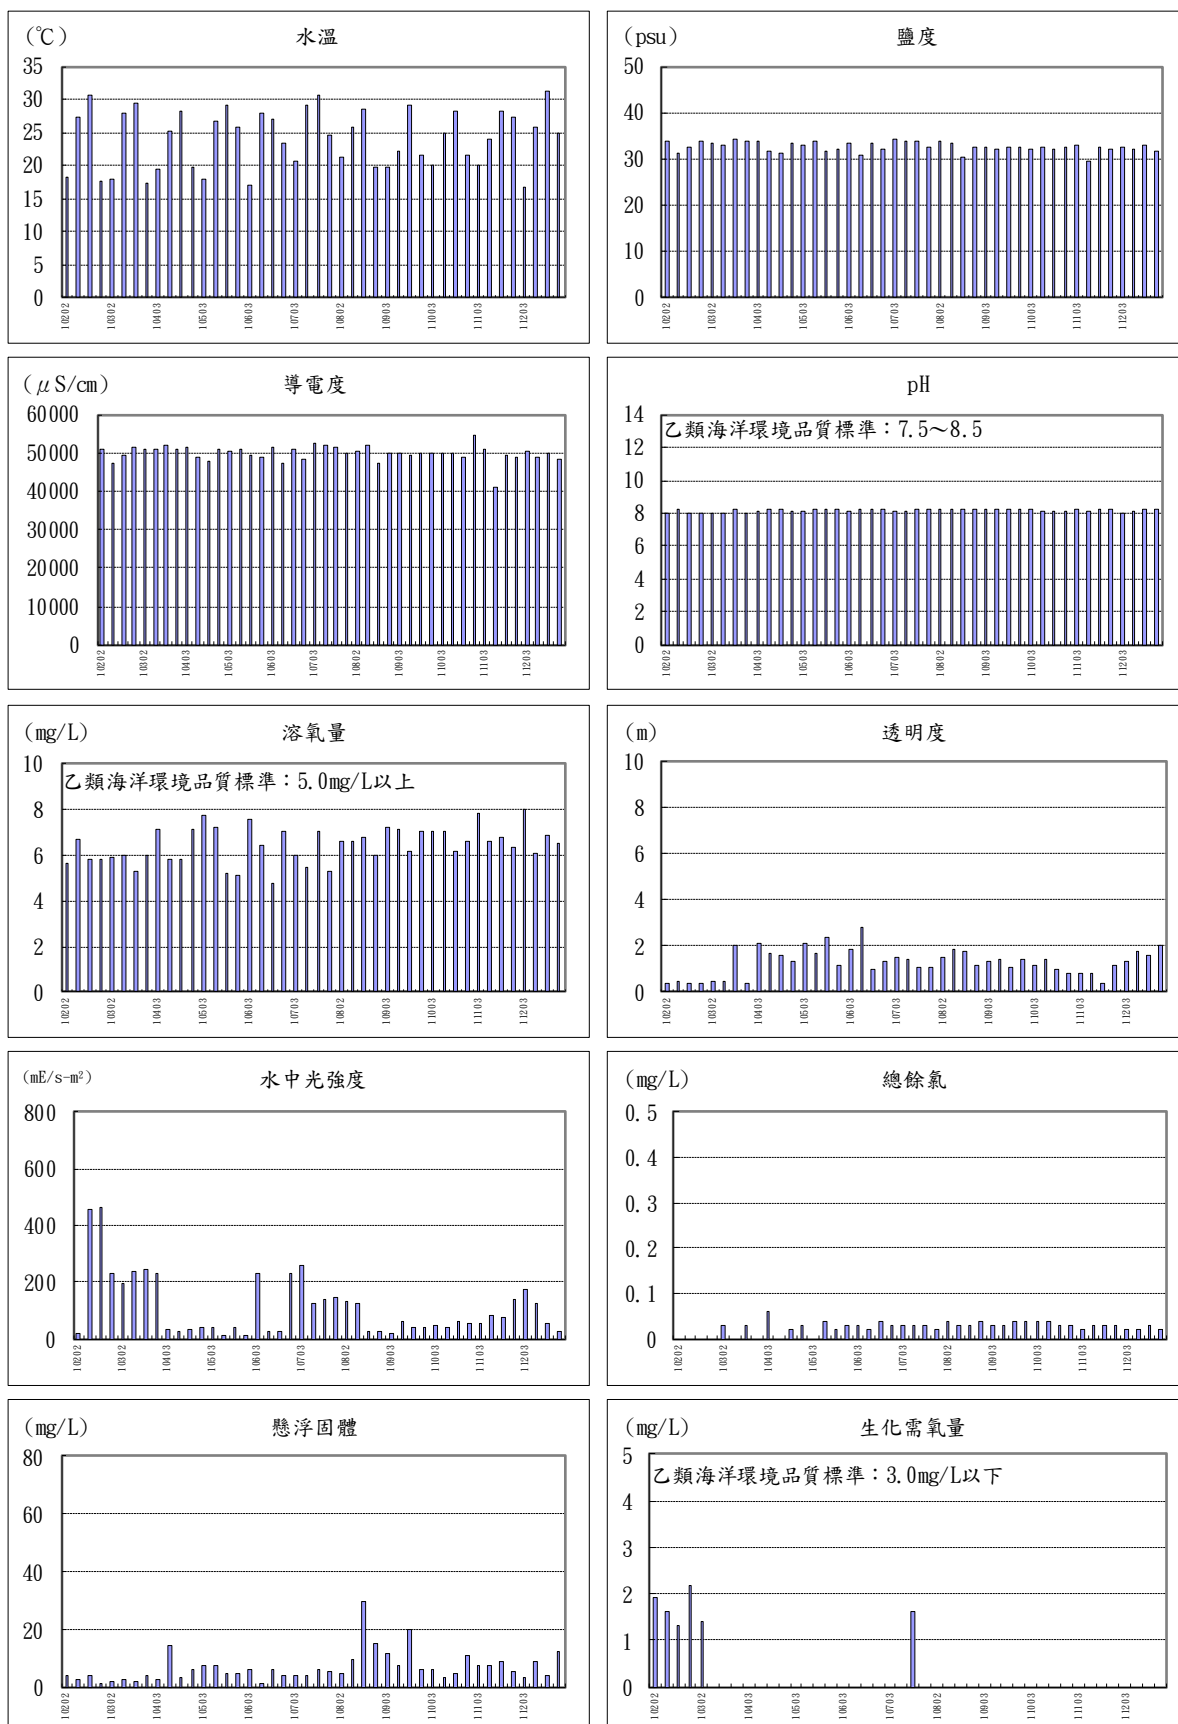 (℃) 水溫
35
30
25
20
15
10
5
0
10202 10302 10403 10503 10603 10703 10802 10903 11003 11103 11203
(psu) 鹽度
50
40
30
20
10
0
10202 10302 10403 10503 10603 10703 10802 10903 11003 11103 11203
(μS/cm) 導電度
60000
50000
40000
30000
20000
10000
0
10202 10302 10403 10503 10603 10703 10802 10903 11003 11103 11203
pH
乙類海洋環境品質標準：7.5～8.5
14
12
10
8
6
4
2
0
10202 10302 10403 10503 10603 10703 10802 10903 11003 11103 11203
(mg/L) 溶氧量
乙類海洋環境品質標準：5.0mg/L以上
10
8
6
4
2
0
10202 10302 10403 10503 10603 10703 10802 10903 11003 11103 11203
(m) 透明度
10
8
6
4
2
0
10202 10302 10403 10503 10603 10703 10802 10903 11003 11103 11203
(mE/s-m²) 水中光強度
800
600
400
200
0
10202 10302 10403 10503 10603 10703 10802 10903 11003 11103 11203
(mg/L) 總餘氯
0.5
0.4
0.3
0.2
0.1
0
10202 10302 10403 10503 10603 10703 10802 10903 11003 11103 11203
(mg/L) 懸浮固體
80
60
40
20
0
10202 10302 10403 10503 10603 10703 10802 10903 11003 11103 11203
(mg/L) 生化需氧量
乙類海洋環境品質標準：3.0mg/L以下
5
4
3
2
1
0
10202 10302 10403 10503 10603 10703 10802 10903 11003 11103 11203